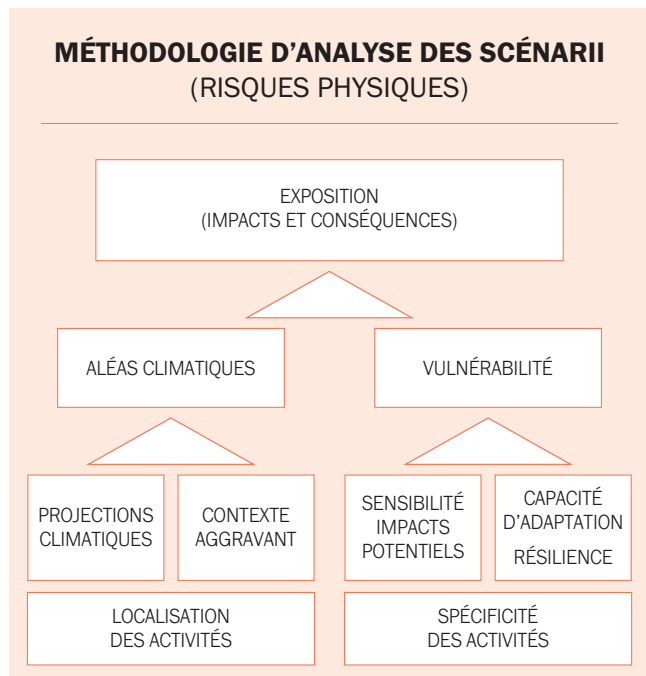 MÉTHODOLOGIE D'ANALYSE DES SCÉNARII
(RISQUES PHYSIQUES)
EXPOSITION
(IMPACTS ET CONSÉQUENCES)
ALÉAS CLIMATIQUES
VULNÉRABILITÉ
PROJECTIONS
CLIMATIQUES
CONTEXTE
AGGRAVANT
SENSIBILITÉ
IMPACTS
POTENTIELS
CAPACITÉ
D'ADAPTATION
RÉSILIENCE
LOCALISATION
DES ACTIVITÉS
SPÉCIFICITÉ
DES ACTIVITÉS